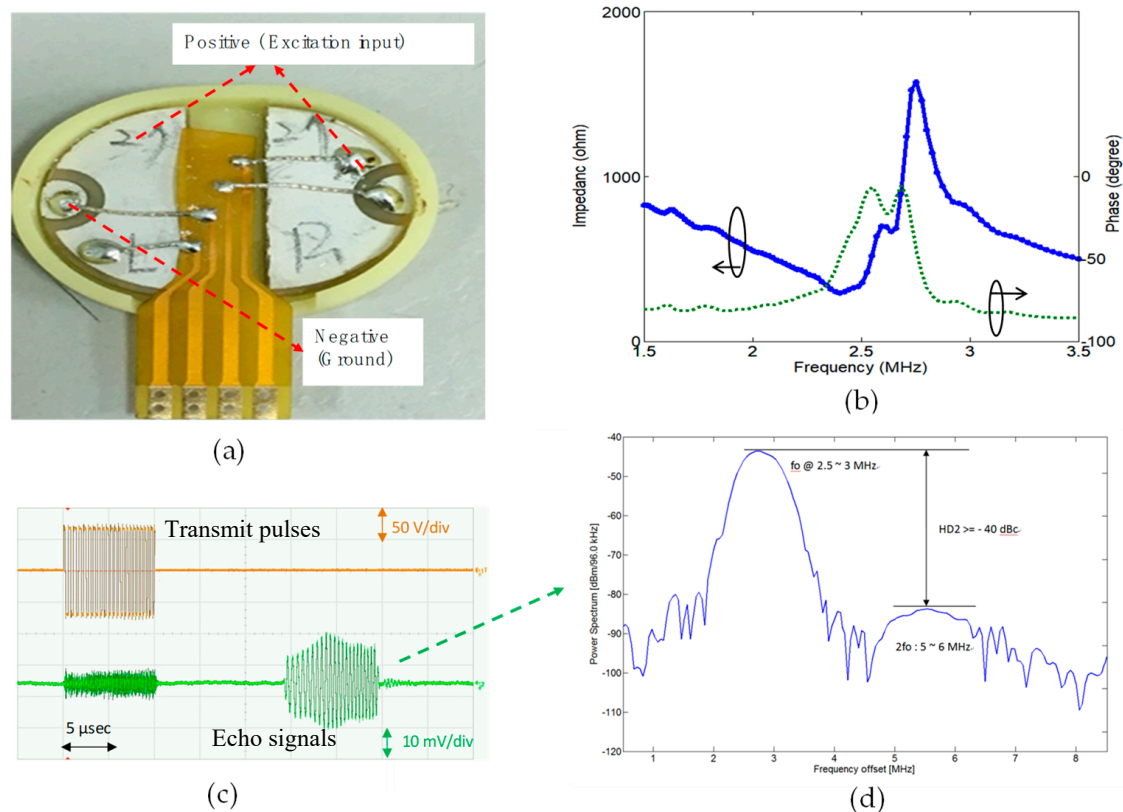 Positive (Excitation input)
Negative
(Ground)
(a)
2000
1000
0
Impedanc (ohm)
0
-50
-100
Phase (degree)
1.5
2
2.5
3
3.5
Frequency (MHz)
(b)
Transmit pulses
50 V/div
5 µsec
Echo signals
10 mV/div
(c)
-40
-50
-60
-70
-80
-90
-100
-110
-120
Power Spectrum [dBm/96.0 kHz]
fo @ 2.5 ~ 3 MHz
HD2 >= - 40 dBc
2fo : 5 ~ 6 MHz
1
2
3
4
5
6
7
8
Frequency offset [MHz]
(d)